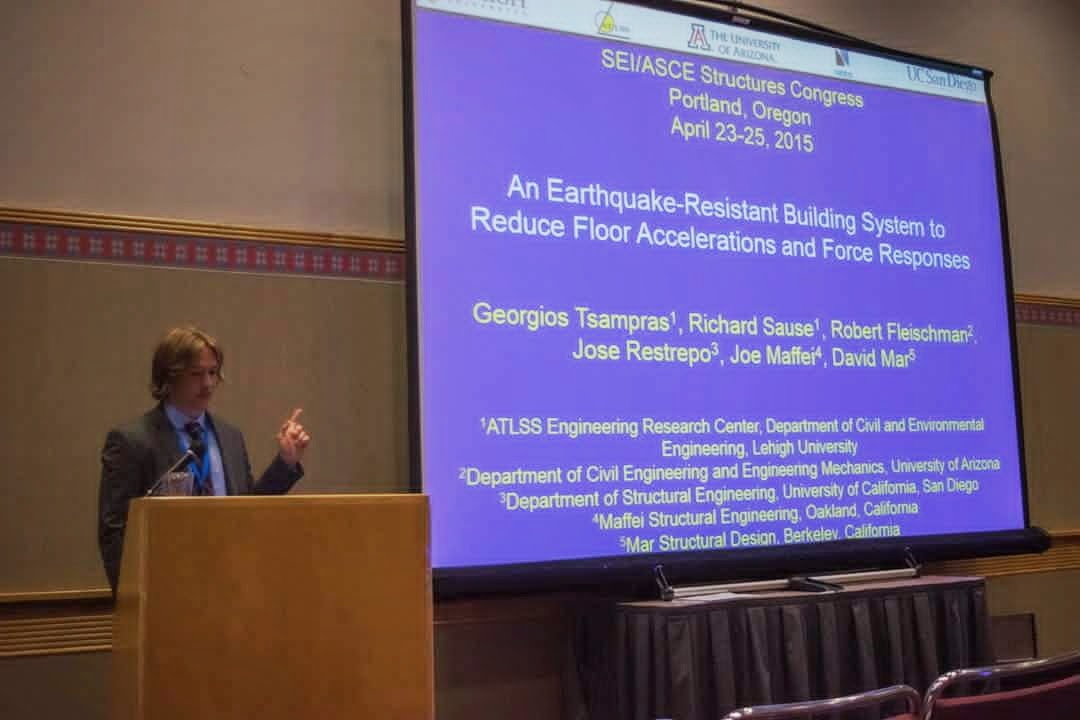 THE UNIVERSITY
OF ARIZONA
UC San Diego
SEI/ASCE Structures Congress
Portland, Oregon
April 23-25, 2015
An Earthquake-Resistant Building System to
Reduce Floor Accelerations and Force Responses
Georgios Tsampras¹, Richard Sause¹, Robert Fleischman²,
Jose Restrepo³, Joe Maffei⁴, David Mar⁵
¹ATLSS Engineering Research Center, Department of Civil and Environmental
Engineering, Lehigh University
²Department of Civil Engineering and Engineering Mechanics, University of Arizona
³Department of Structural Engineering, University of California, San Diego
⁴Maffei Structural Engineering, Oakland, California
⁵Mar Structural Design, Berkeley, California